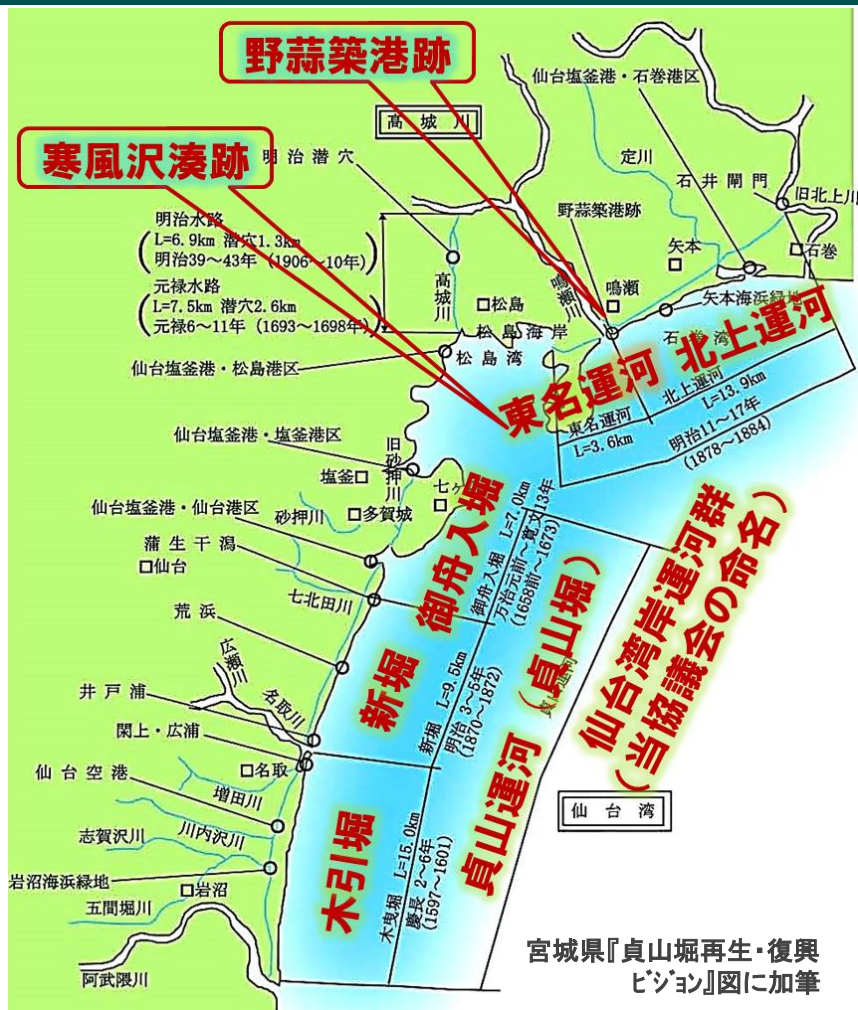 野蒜築港跡
仙台塩釜港・石巻港区
高城川
寒風沢湊跡
明治潜穴
定川
石井閘門
旧北上川
明治水路
L=6.9km 潜穴1.3km
明治39〜43年 (1906〜10年)
野蒜築港跡
矢本
石巻
元禄水路
L=7.5km 潜穴2.6km
元禄6〜11年 (1693〜1698年)
高城川
松島
鳴瀬川
鳴瀬
矢本海浜緑地
松島海岸
石巻湾
仙台塩釜港・松島港区
松島湾
東名運河 北上運河
東名運河
L=3.6km
北上運河
L=13.9km
明治11〜17年
(1878〜1884)
仙台塩釜港・塩釜港区
旧砂押川
塩釜
七ヶ
仙台塩釜港・仙台港区
砂押川
多賀城
蒲生干潟
仙台
七北田川
御舟入堀
御舟入堀 L=7.0km
万治元前〜寛文13年
(1658前〜1673)
荒浜
広瀬川
名取川
新堀
新堀 L=9.5km
明治 3〜5年
(1870〜1872)
貞山運河(貞山堀)
仙台湾岸運河群
(当協議会の命名)
井戸浦
閖上・広浦
仙台空港
名取
増田川
川内沢川
志賀沢川
岩沼海浜緑地
岩沼
五間堀川
阿武隈川
木引堀
木曳堀 L=15.0km
慶長 2〜6年
(1597〜1601)
仙台湾
宮城県『貞山堀再生・復興
ビジョン』図に加筆